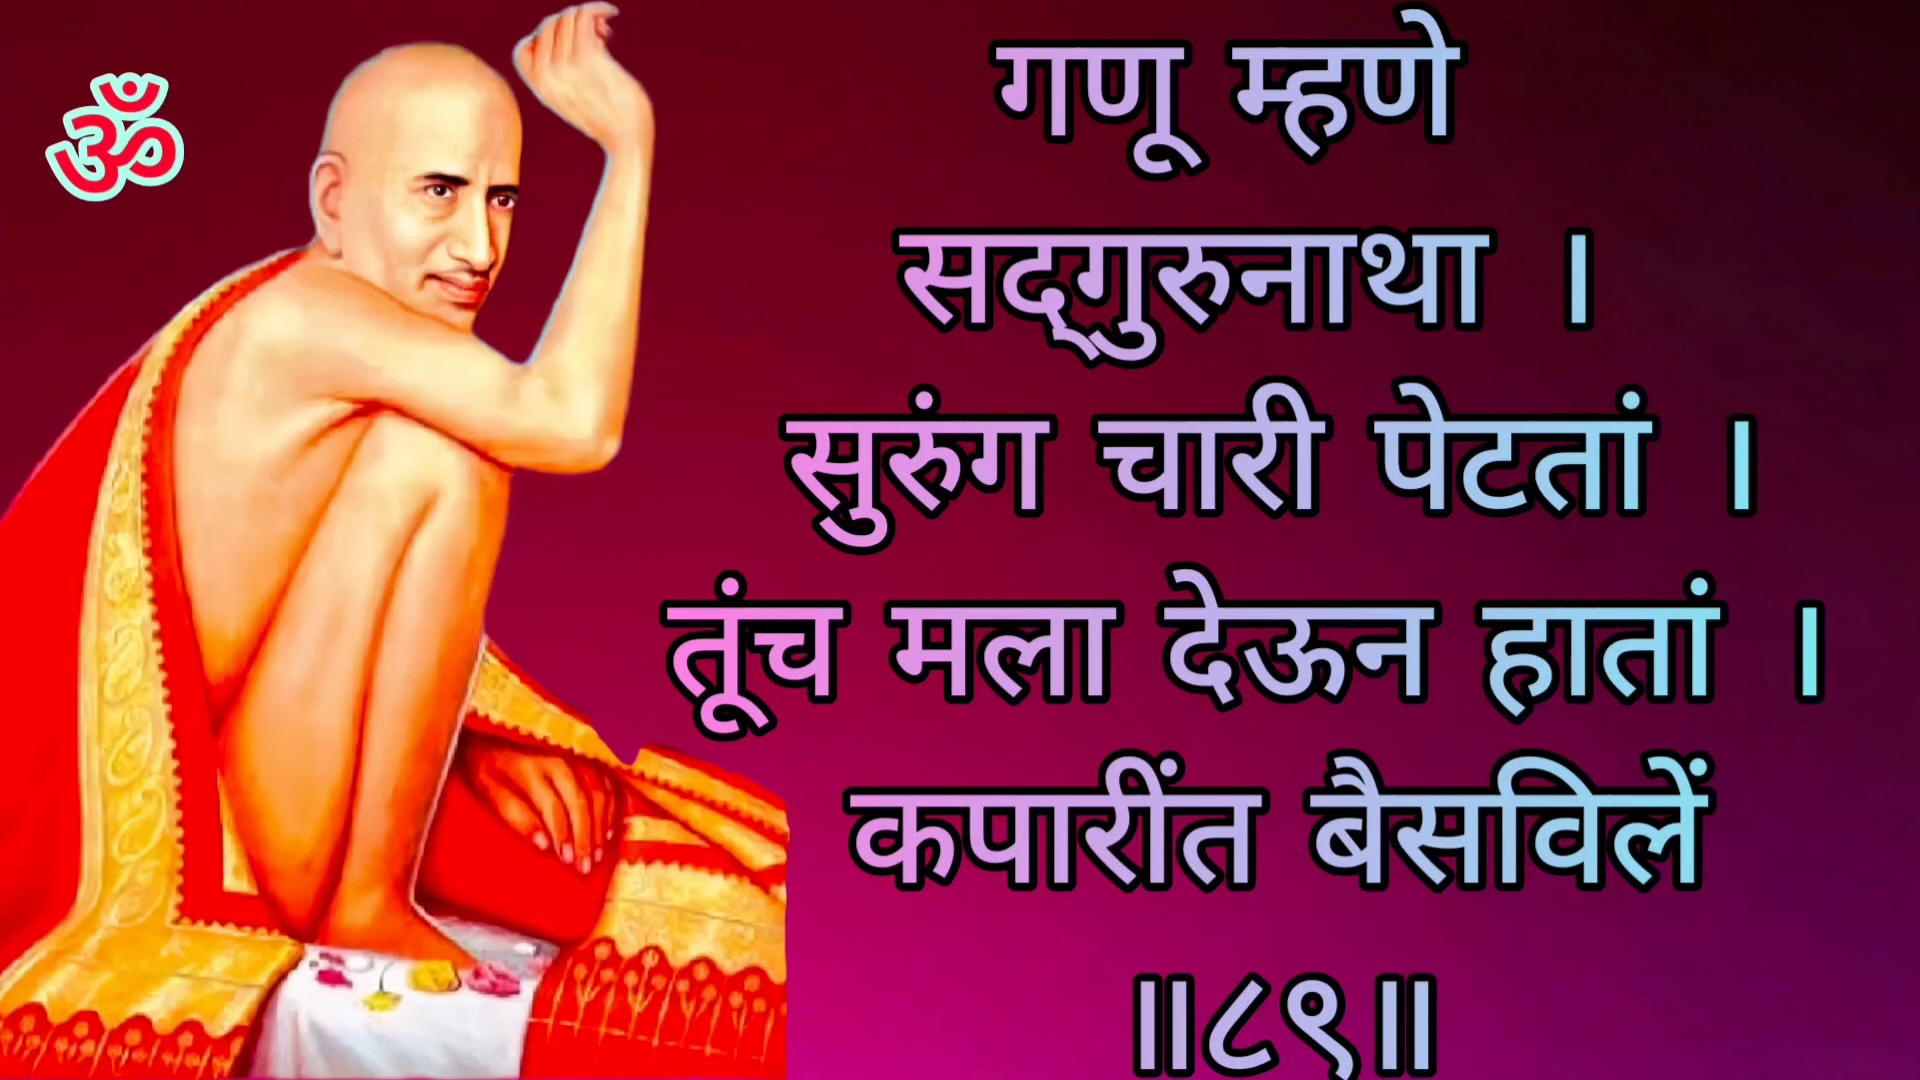 ॐ
गणू म्हणे
सद्‌गुरुनाथा ।
सुरुंग चारी पेटतां ।
तूंच मला देऊन हातां ।
कपारींत बैसविलें
॥८९॥